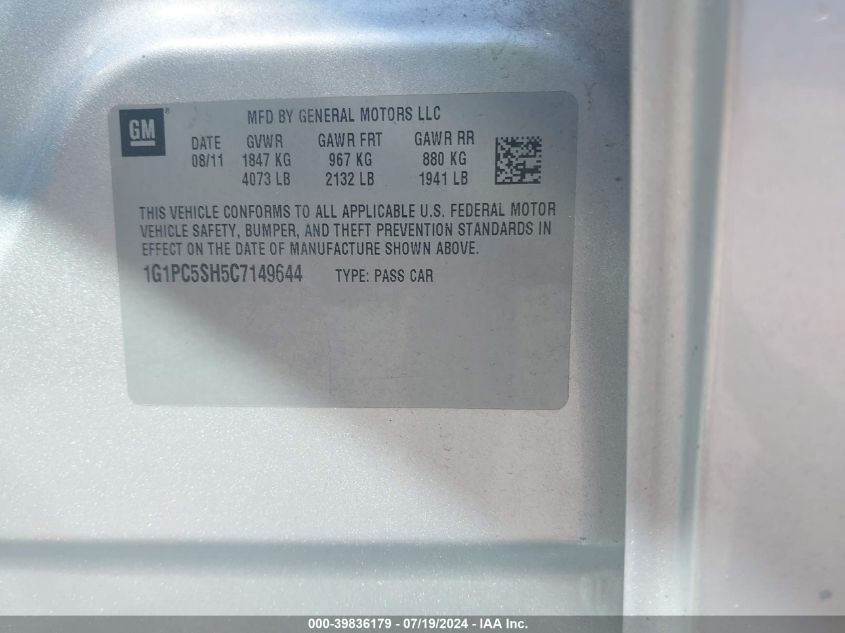 GM ®
MFD BY GENERAL MOTORS LLC
DATE GVWR GAWR FRT GAWR RR
08/11 1847 KG 967 KG 880 KG
4073 LB 2132 LB 1941 LB
THIS VEHICLE CONFORMS TO ALL APPLICABLE U.S. FEDERAL MOTOR
VEHICLE SAFETY, BUMPER, AND THEFT PREVENTION STANDARDS IN
EFFECT ON THE DATE OF MANUFACTURE SHOWN ABOVE.
1G1PC5SH5C7149644 TYPE: PASS CAR
000-39836179 - 07/19/2024 - IAA Inc.